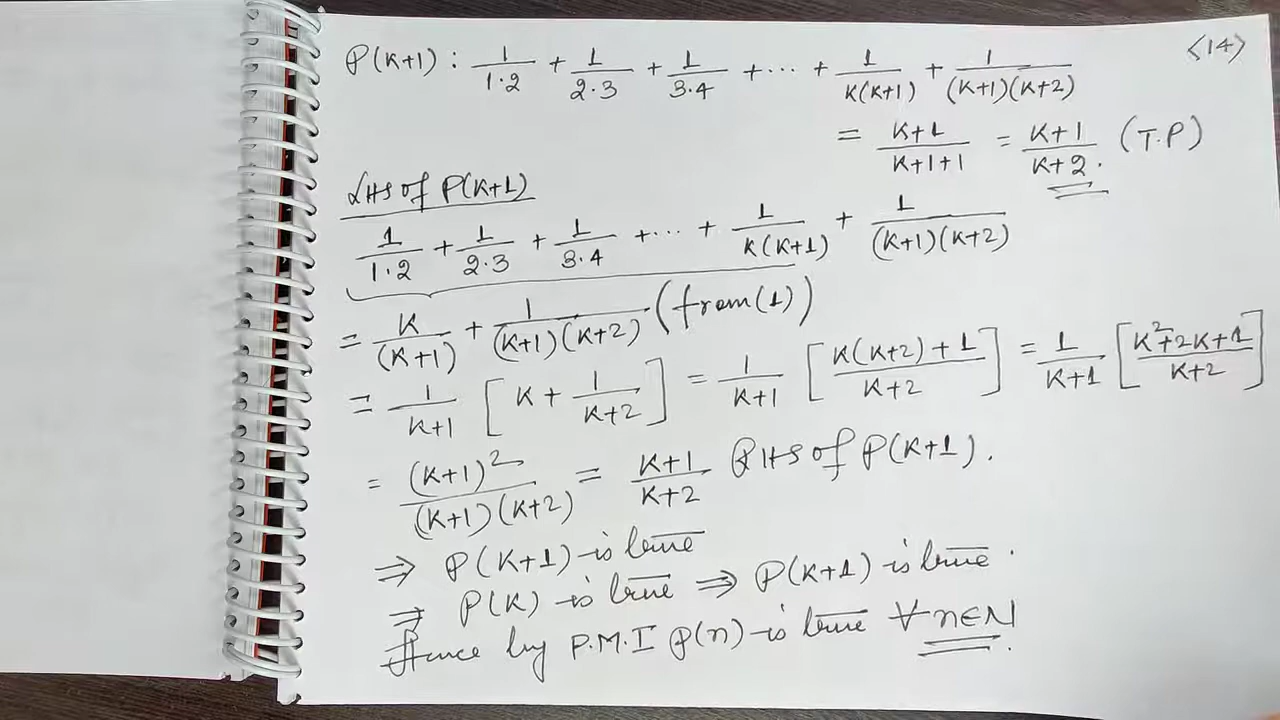 <14>
P(K+1) : 1/1·2 + 1/2·3 + 1/3·4 + ··· + 1/K(K+1) + 1/(K+1)(K+2)
= K+1/K+1+1 = K+1/K+2. (T.P)
LHS of P(K+1)
1/1·2 + 1/2·3 + 1/3·4 + ··· + 1/K(K+1) + 1/(K+1)(K+2)
= K/(K+1) + 1/(K+1)(K+2) (from(1))
= 1/K+1 [K + 1/K+2] = 1/K+1 [K(K+2)+1/K+2] = 1/K+1 [K²+2K+1/K+2]
= (K+1)²/(K+1)(K+2) = K+1/K+2 RHS of P(K+1).
⇒ P(K+1) is true
⇒ P(K) is true ⇒ P(K+1) is true.
Hence by P.M.I P(n) is true ∀ n∈N.